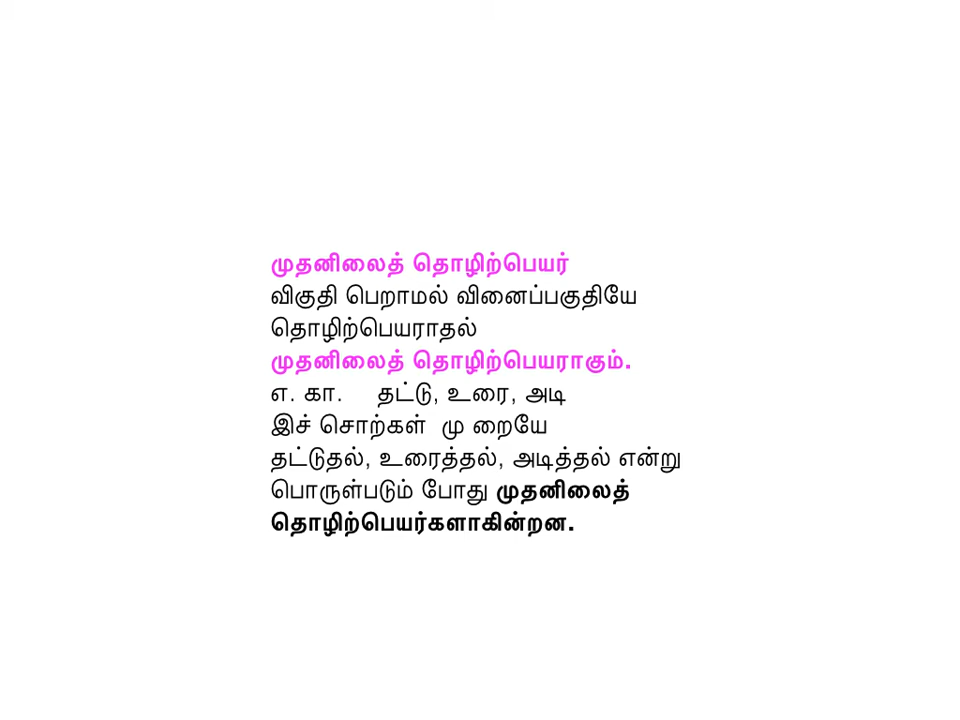 முதனிலைத் தொழிற்பெயர்
விகுதி பெறாமல் வினைப்பகுதியே
தொழிற்பெயராதல்
முதனிலைத் தொழிற்பெயராகும்.
எ. கா. தட்டு, உரை, அடி
இச் சொற்கள் மு றையே
தட்டுதல், உரைத்தல், அடித்தல் என்று
பொருள்படும் போது முதனிலைத்
தொழிற்பெயர்களாகின்றன.